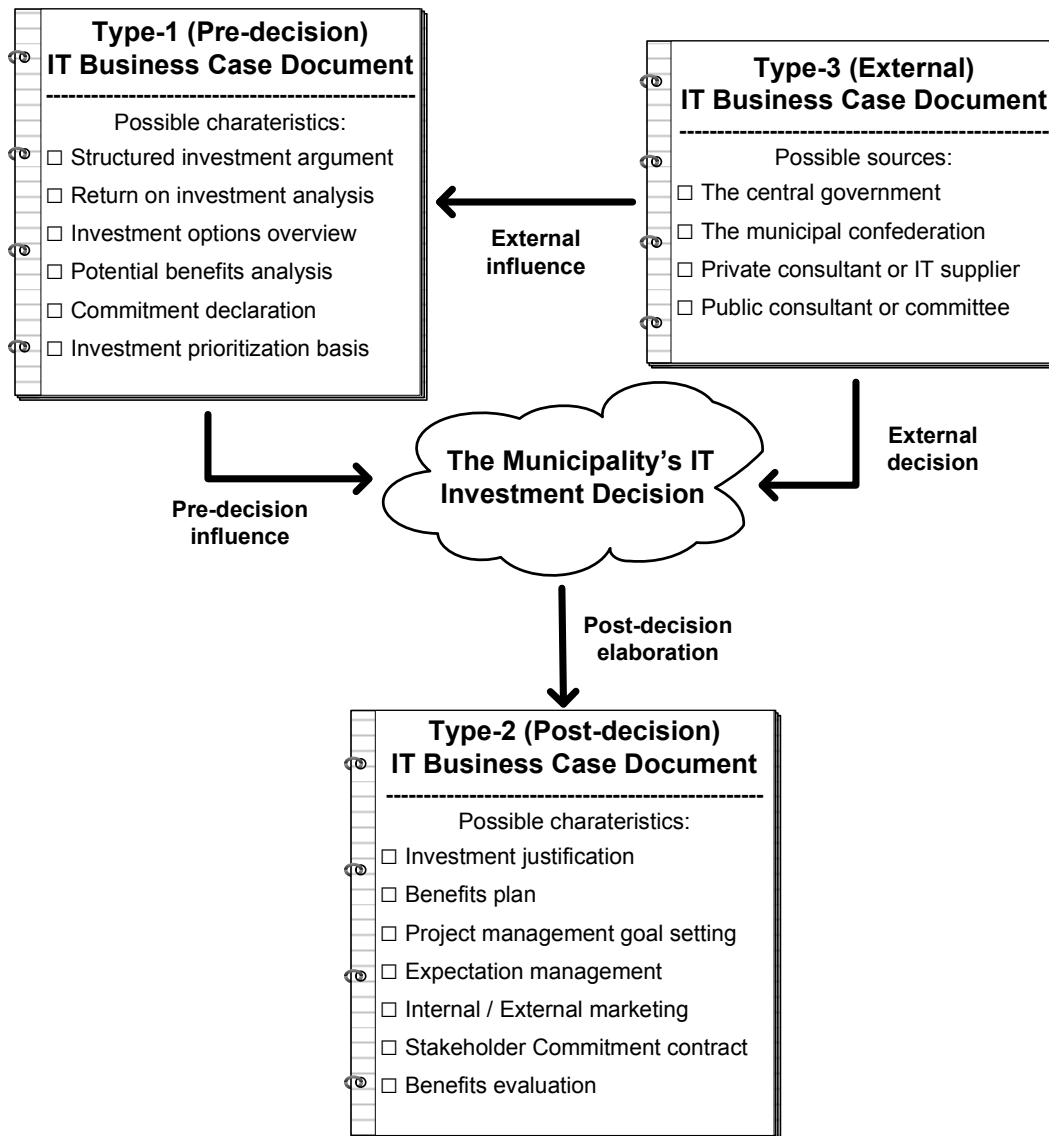 Type-1 (Pre-decision)
IT Business Case Document
Possible charateristics:
□ Structured investment argument
□ Return on investment analysis
□ Investment options overview
□ Potential benefits analysis
□ Commitment declaration
□ Investment prioritization basis
Type-3 (External)
IT Business Case Document
Possible sources:
□ The central government
□ The municipal confederation
□ Private consultant or IT supplier
□ Public consultant or committee
External
influence
External
decision
The Municipality's IT
Investment Decision
Pre-decision
influence
Post-decision
elaboration
Type-2 (Post-decision)
IT Business Case Document
Possible charateristics:
□ Investment justification
□ Benefits plan
□ Project management goal setting
□ Expectation management
□ Internal / External marketing
□ Stakeholder Commitment contract
□ Benefits evaluation